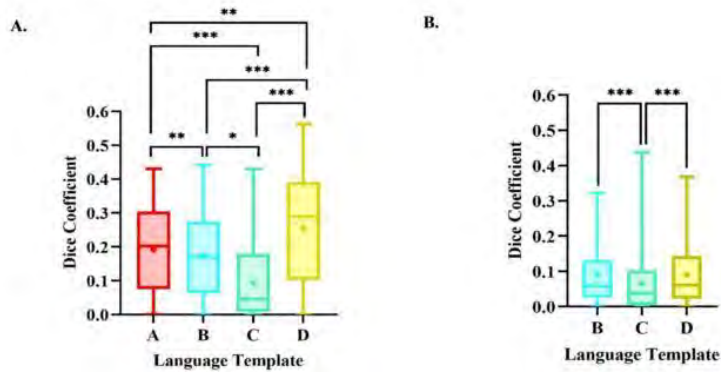 A.
**
***
***
***
**
*
0.6
0.5
0.4
0.3
0.2
0.1
0.0
Dice Coefficient
A B C D
Language Template
B.
*** ***
0.6
0.5
0.4
0.3
0.2
0.1
0.0
Dice Coefficient
B C D
Language Template